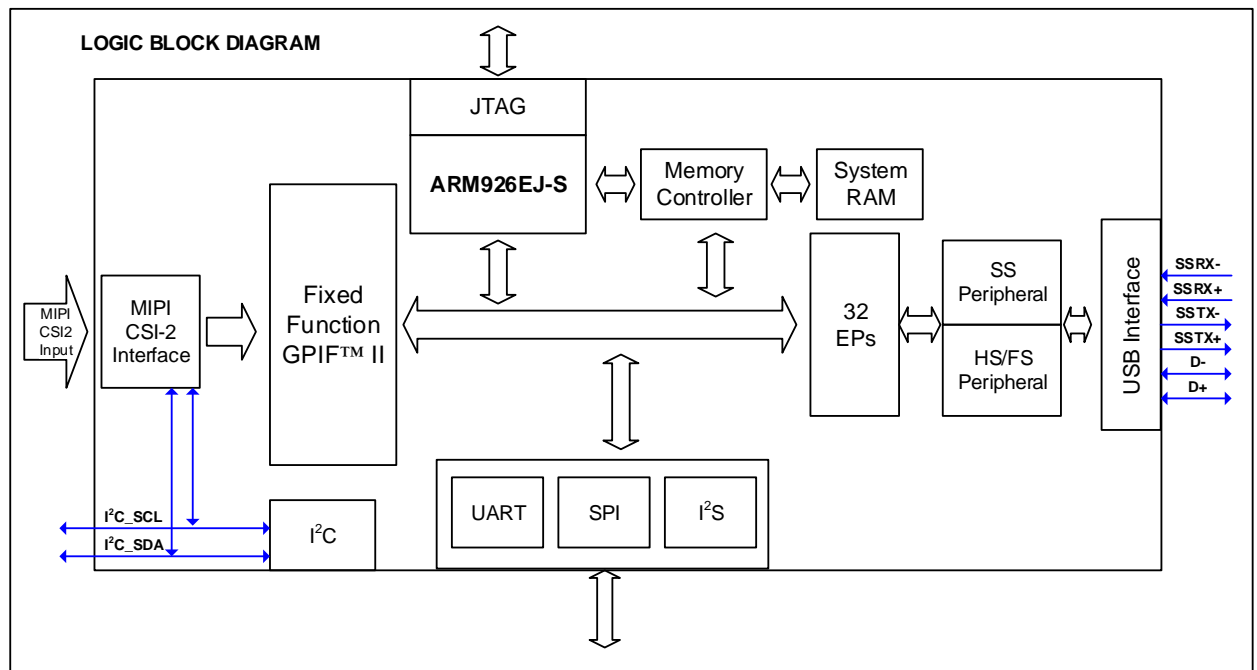 LOGIC BLOCK DIAGRAM
JTAG
ARM926EJ-S
Memory
Controller
System
RAM
MIPI
CSI2
Input
MIPI
CSI-2
Interface
Fixed
Function
GPIF™ II
32
EPs
SS
Peripheral
HS/FS
Peripheral
USB Interface
SSRX-
SSRX+
SSTX-
SSTX+
D-
D+
I²C_SCL
I²C_SDA
I²C
UART
SPI
I²S